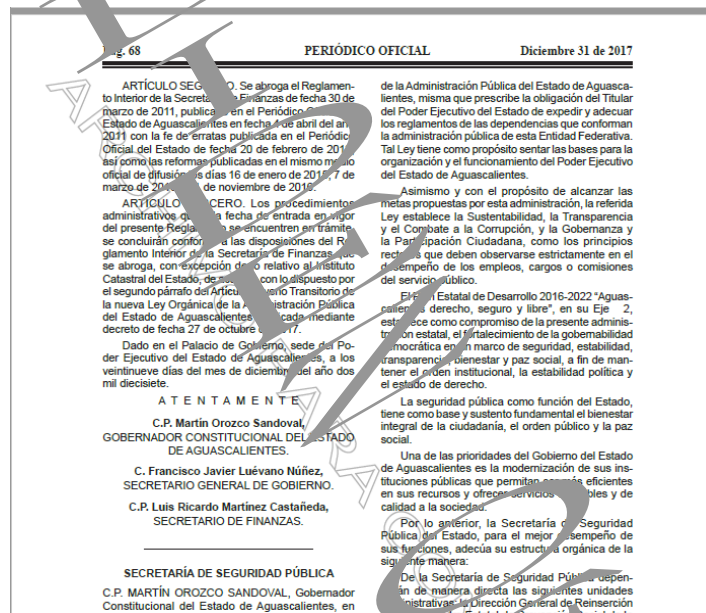 Pág. 68 PERIÓDICO OFICIAL Diciembre 31 de 2017
ARTÍCULO SEGUNDO. Se abroga el Reglamen-
to Interior de la Secretaría de Finanzas de fecha 30 de
marzo de 2011, publicado en el Periódico Oficial del
Estado de Aguascalientes en fecha 4 de abril del año
2011 con la fe de erratas publicada en el Periódico
Oficial del Estado de fecha 20 de febrero de
así como las reformas publicadas en el mismo medio
oficial de difusión los días 16 de enero de 7 de
marzo de de noviembre de
ARTÍCULO TERCERO. Los procedimientos
administrativos que a la fecha de entrada en vigor
del presente Reglamento se encuentren en trámite,
se concluirán conforme a las disposiciones del Re-
glamento Interior de la Secretaría de Finanzas que
se abroga, con excepción de lo relativo al Instituto
Catastral del Estado, de con lo dispuesto por
el segundo párrafo del Artículo Transitorio de
la nueva Ley Orgánica de la Administración Pública
del Estado de Aguascalientes publicada mediante
decreto de fecha 27 de octubre de 2017.
Dado en el Palacio de Gobierno, sede del Po-
der Ejecutivo del Estado de Aguascalientes, a los
veintinueve días del mes de diciembre del año dos
mil diecisiete.
A T E N T A M E N T E
C.P. Martín Orozco Sandoval,
GOBERNADOR CONSTITUCIONAL DEL ESTADO
DE AGUASCALIENTES.
C. Francisco Javier Luévano Núñez,
SECRETARIO GENERAL DE GOBIERNO.
C.P. Luis Ricardo Martínez Castañeda,
SECRETARIO DE FINANZAS.
SECRETARÍA DE SEGURIDAD PÚBLICA
C.P. MARTÍN OROZCO SANDOVAL, Gobernador
Constitucional del Estado de Aguascalientes, en
de la Administración Pública del Estado de Aguasca-
lientes, misma que prescribe la obligación del Titular
del Poder Ejecutivo del Estado de expedir y adecuar
los reglamentos de las dependencias que conforman
la administración pública de esta Entidad Federativa.
Tal Ley tiene como propósito sentar las bases para la
organización y el funcionamiento del Poder Ejecutivo
del Estado de Aguascalientes.
Asimismo y con el propósito de alcanzar las
metas propuestas por esta administración, la referida
Ley establece la Sustentabilidad, la Transparencia
y el Combate a la Corrupción, y la Gobernanza y
la Participación Ciudadana, como los principios
rectores que deben observarse estrictamente en el
desempeño de los empleos, cargos o comisiones
del servicio público.
El Plan Estatal de Desarrollo 2016-2022 "Aguas-
calientes derecho, seguro y libre", en su Eje 2,
establece como compromiso de la presente adminis-
tración estatal, el fortalecimiento de la gobernabilidad
democrática en un marco de seguridad, estabilidad,
transparencia, bienestar y paz social, a fin de man-
tener el orden institucional, la estabilidad política y
el estado de derecho.
La seguridad pública como función del Estado,
tiene como base y sustento fundamental el bienestar
integral de la ciudadanía, el orden público y la paz
social.
Una de las prioridades del Gobierno del Estado
de Aguascalientes es la modernización de sus ins-
tituciones públicas que permitan ser más eficientes
en sus recursos y ofrecer servicios y de
calidad a la sociedad.
Por lo anterior, la Secretaría de Seguridad
Pública del Estado, para el mejor desempeño de
sus funciones, adecúa su estructura orgánica de la
siguiente manera:
De la Secretaría de Seguridad Pública depen-
derán de manera directa las siguientes unidades
administrativas: la Dirección General de Reinserción